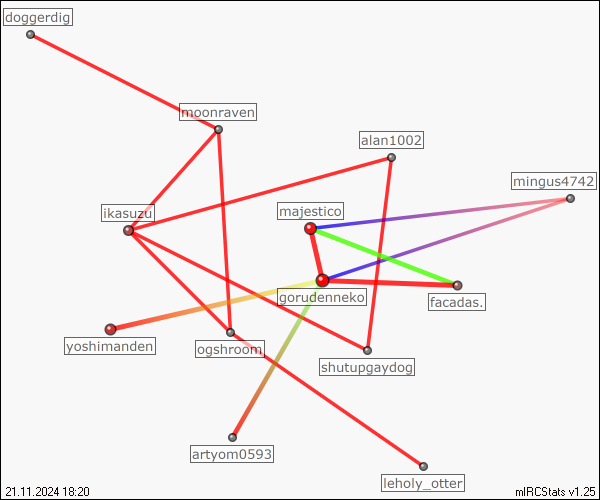 doggerdig
moonraven
alan1002
mingus4742
ikasuzu
majestico
gorudenneko
facadas.
yoshimanden
ogshroom
shutupgaydog
artyom0593
leholy_otter
21.11.2024 18:20
mIRCStats v1.25